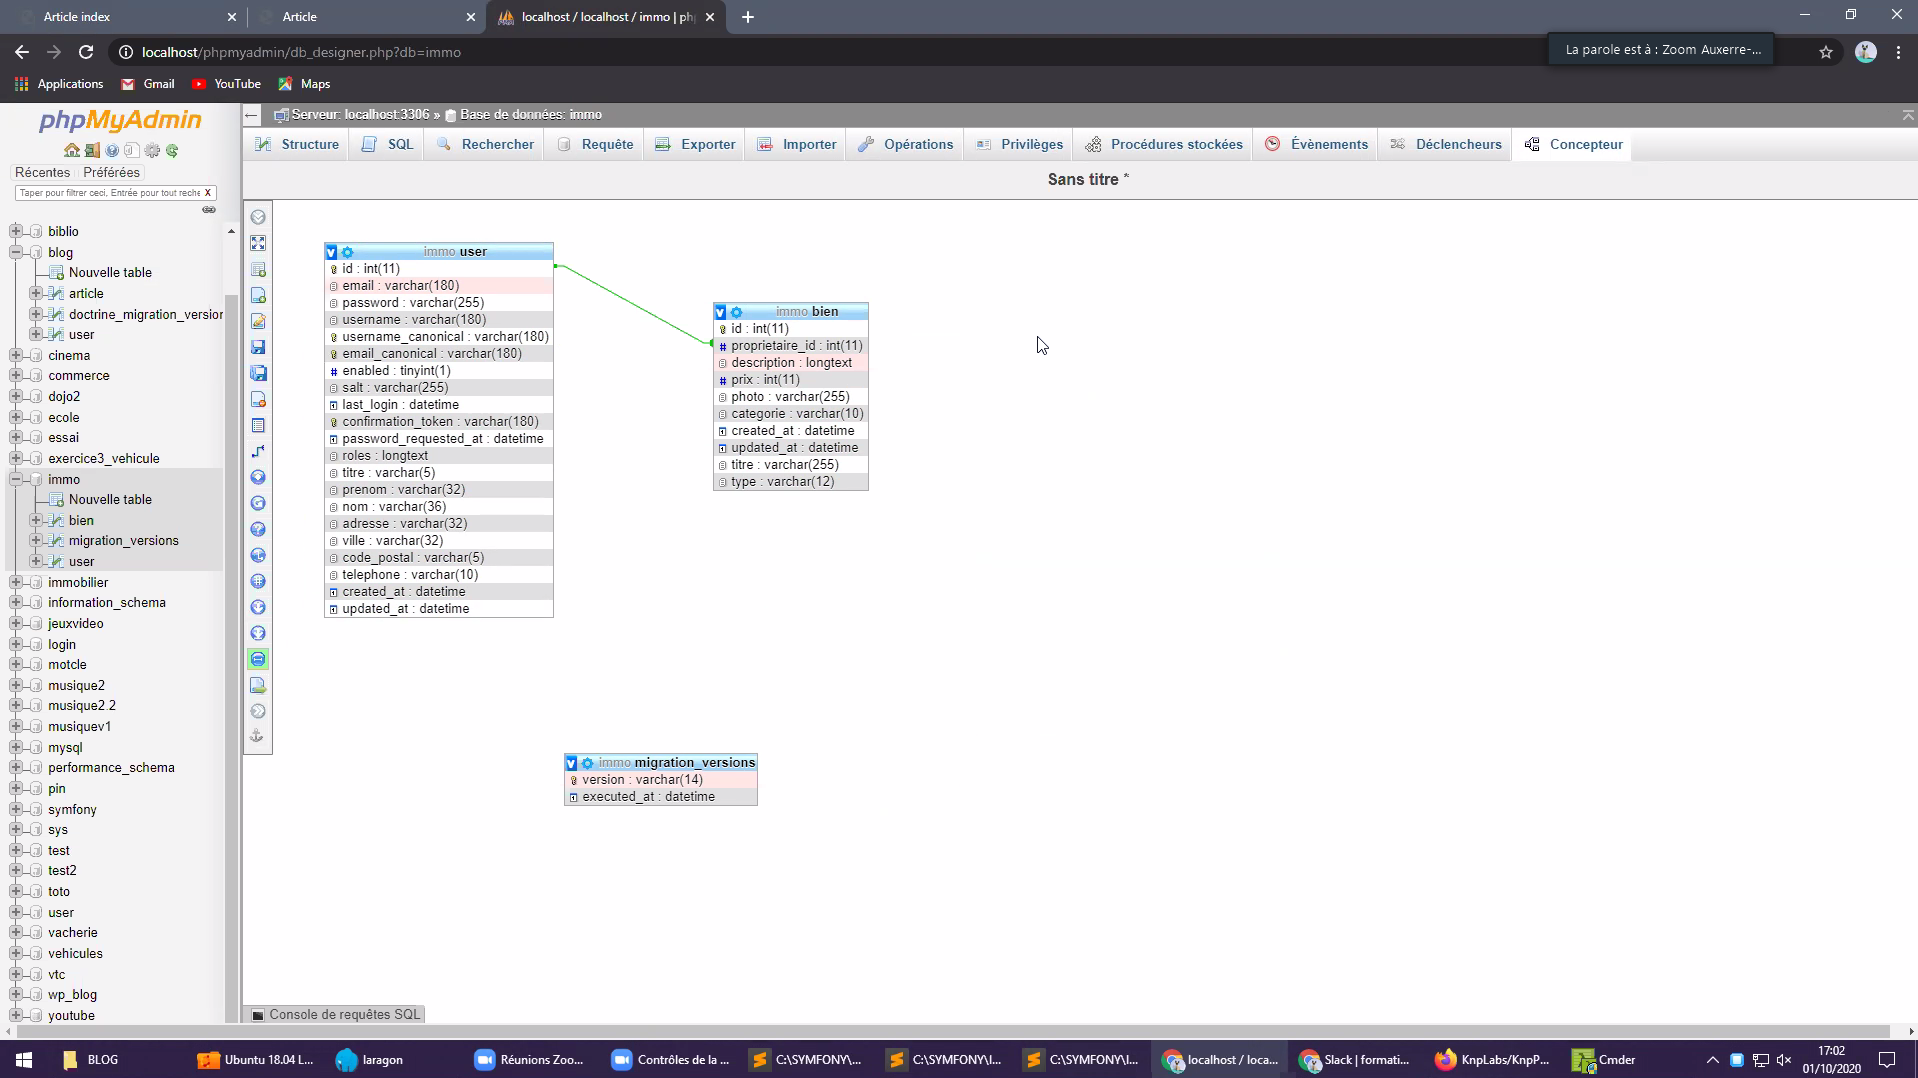 Article index
Article
localhost / localhost / immo | ph
localhost/phpmyadmin/db_designer.php?db=immo
La parole est à : Zoom Auxerre-...
Applications
Gmail
YouTube
Maps
phpMyAdmin
Récentes
Préférées
Taper pour filtrer ceci, Entrée pour tout reche
X
biblio
blog
Nouvelle table
article
doctrine_migration_version
user
cinema
commerce
dojo2
ecole
essai
exercice3_vehicule
immo
Nouvelle table
bien
migration_versions
user
immobilier
information_schema
jeuxvideo
login
motcle
musique2
musique2.2
musiquev1
mysql
performance_schema
pin
symfony
sys
test
test2
toto
user
vacherie
vehicules
vtc
wp_blog
youtube
Serveur: localhost:3306 » Base de données: immo
Structure
SQL
Rechercher
Requête
Exporter
Importer
Opérations
Privilèges
Procédures stockées
Évènements
Déclencheurs
Concepteur
Sans titre *
immo user
id : int(11)
email : varchar(180)
password : varchar(255)
username : varchar(180)
username_canonical : varchar(180)
email_canonical : varchar(180)
enabled : tinyint(1)
salt : varchar(255)
last_login : datetime
confirmation_token : varchar(180)
password_requested_at : datetime
roles : longtext
titre : varchar(5)
prenom : varchar(32)
nom : varchar(36)
adresse : varchar(32)
ville : varchar(32)
code_postal : varchar(5)
telephone : varchar(10)
created_at : datetime
updated_at : datetime
immo bien
id : int(11)
proprietaire_id : int(11)
description : longtext
prix : int(11)
photo : varchar(255)
categorie : varchar(10)
created_at : datetime
updated_at : datetime
titre : varchar(255)
type : varchar(12)
immo migration_versions
version : varchar(14)
executed_at : datetime
Console de requêtes SQL
BLOG
Ubuntu 18.04 L...
laragon
Réunions Zoo...
Contrôles de la ...
C:\SYMFONY\...
C:\SYMFONY\I...
C:\SYMFONY\I...
localhost / loca...
Slack | formati...
KnpLabs/KnpP...
Cmder
17:02
01/10/2020